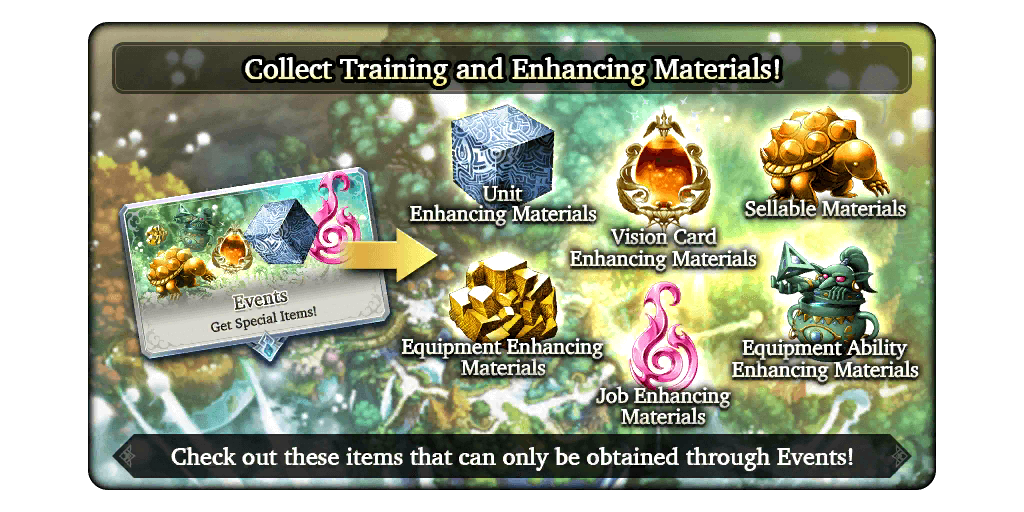 Collect Training and Enhancing Materials!
Unit
Enhancing Materials
Vision Card
Enhancing Materials
Sellable Materials
Events
Get Special Items!
Equipment Enhancing
Materials
Job Enhancing
Materials
Equipment Ability
Enhancing Materials
Check out these items that can only be obtained through Events!